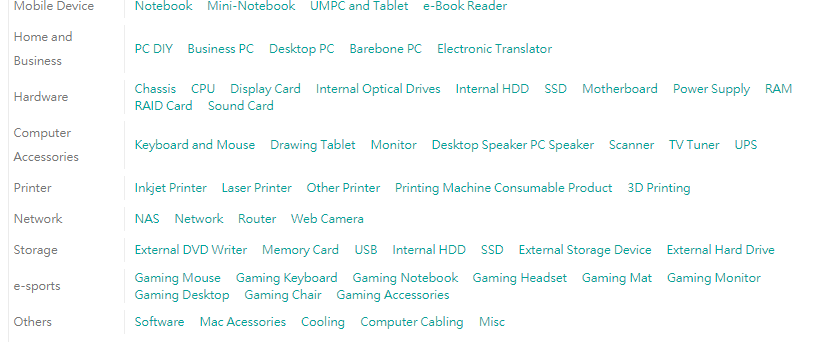 Mobile Device Notebook Mini-Notebook UMPC and Tablet e-Book Reader
Home and Business PC DIY Business PC Desktop PC Barebone PC Electronic Translator
Hardware Chassis CPU Display Card Internal Optical Drives Internal HDD SSD Motherboard Power Supply RAM
RAID Card Sound Card
Computer Accessories Keyboard and Mouse Drawing Tablet Monitor Desktop Speaker PC Speaker Scanner TV Tuner UPS
Printer Inkjet Printer Laser Printer Other Printer Printing Machine Consumable Product 3D Printing
Network NAS Network Router Web Camera
Storage External DVD Writer Memory Card USB Internal HDD SSD External Storage Device External Hard Drive
e-sports Gaming Mouse Gaming Keyboard Gaming Notebook Gaming Headset Gaming Mat Gaming Monitor
Gaming Desktop Gaming Chair Gaming Accessories
Others Software Mac Acessories Cooling Computer Cabling Misc